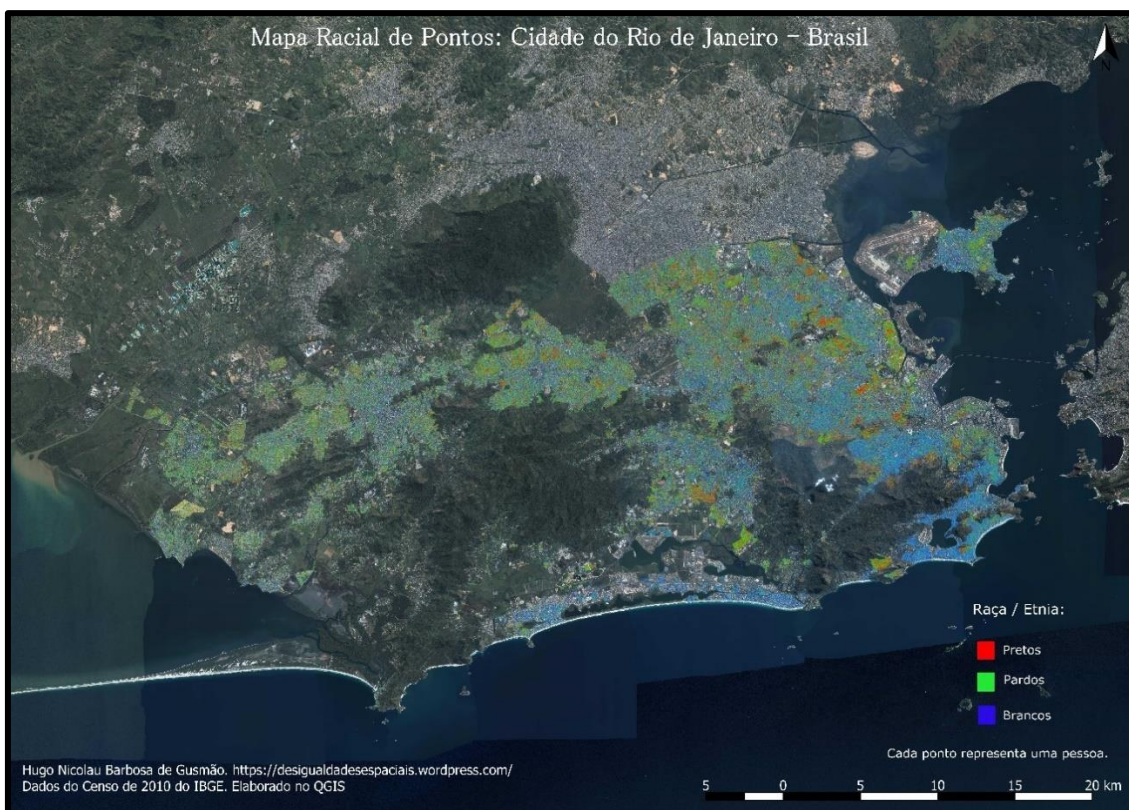 Mapa Racial de Pontos: Cidade do Rio de Janeiro – Brasil
N
Raça / Etnia:
Pretos
Pardos
Brancos
Cada ponto representa uma pessoa.
Hugo Nicolau Barbosa de Gusmão. https://desigualdadesespaciais.wordpress.com/
Dados do Censo de 2010 do IBGE. Elaborado no QGIS
5 0 5 10 15 20 km